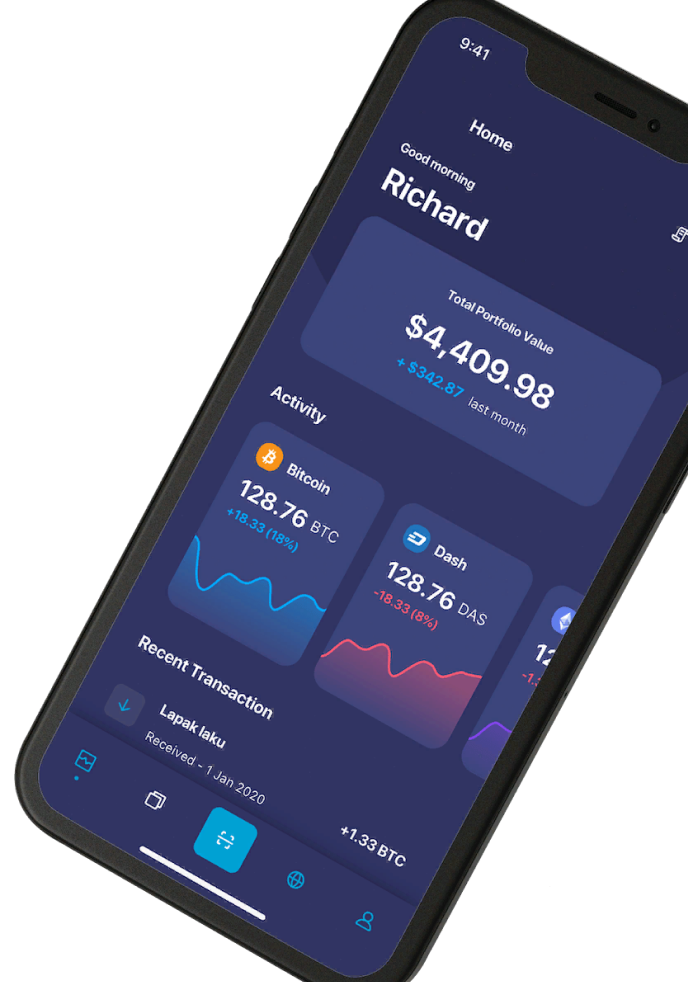 9:41
Home
Good morning
Richard
Total Portfolio Value
$4,409.98
+ $342.87 last month
Activity
Bitcoin
128.76 BTC
+18.33 (18%)
Dash
128.76 DAS
-18.33 (8%)
Recent Transaction
Lapak laku
Received - 1 Jan 2020
+1.33 BTC